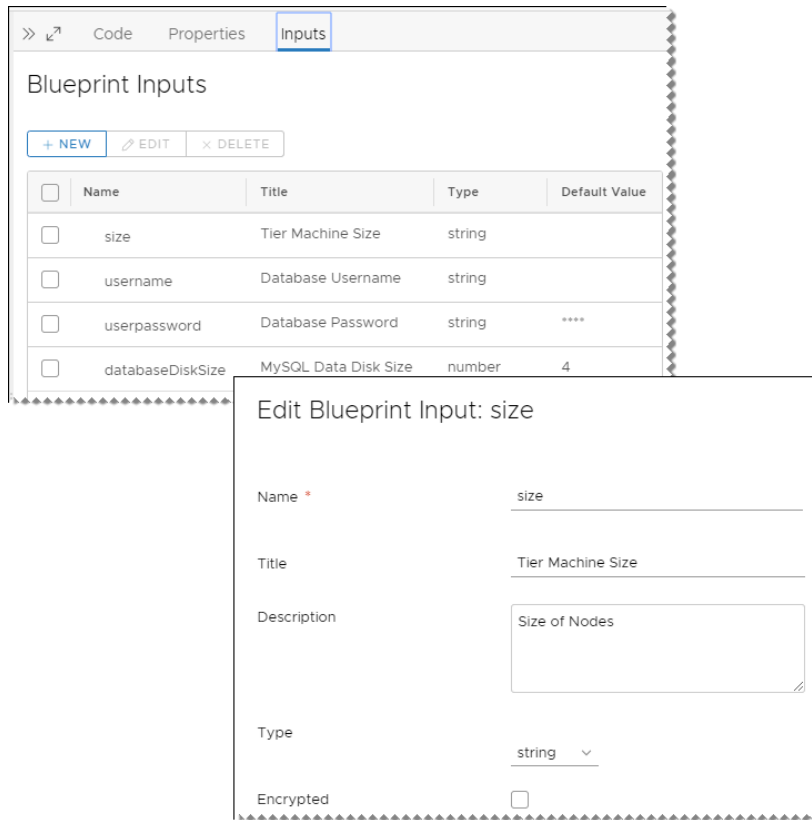 Code Properties Inputs
Blueprint Inputs
+ NEW EDIT × DELETE
Name Title Type Default Value
size Tier Machine Size string
username Database Username string
userpassword Database Password string ****
databaseDiskSize MySQL Data Disk Size number 4
Edit Blueprint Input: size
Name * size
Title Tier Machine Size
Description Size of Nodes
Type
string
Encrypted